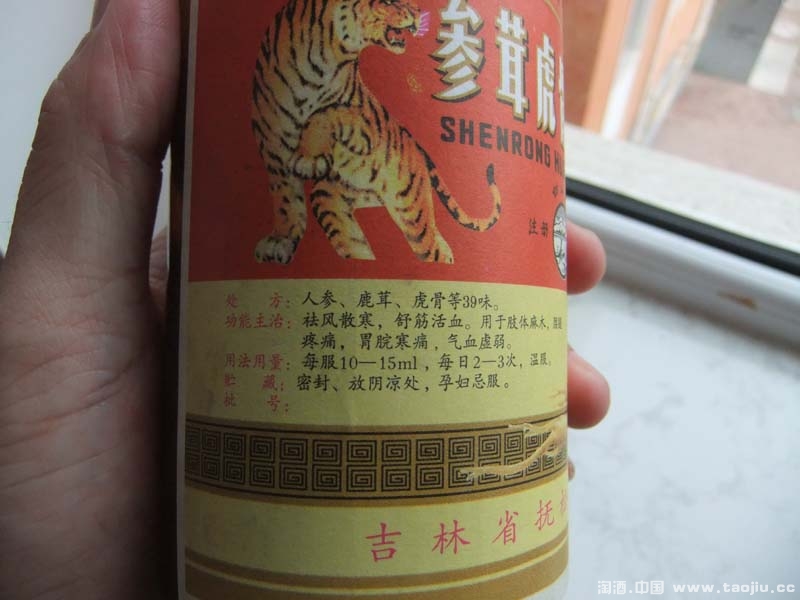 参茸虎
SHENRONG H
注册
处 方：人参、鹿茸、虎骨等39味。
功能主治：祛风散寒，舒筋活血。用于肢体麻木，
疼痛，胃脘寒痛，气血虚弱。
用法用量：每服10—15ml，每日2—3次，温服。
贮 藏：密封、放阴凉处，孕妇忌服。
批 号：
吉林省抚
淘酒.中国 www.taojiu.cc